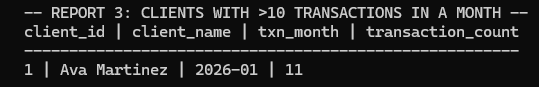 -- REPORT 3: CLIENTS WITH >10 TRANSACTIONS IN A MONTH --
client_id | client_name | txn_month | transaction_count
-------------------------------------------------------
1 | Ava Martinez | 2026-01 | 11